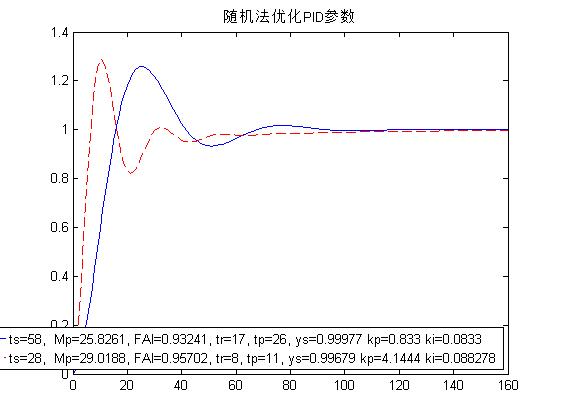 随机法优化PID参数
1.4
1.2
1
0.8
0.6
0.4
0.2
ts=58, Mp=25.8261, FAI=0.93241, tr=17, tp=26, ys=0.99977 kp=0.833 ki=0.0833
ts=28, Mp=29.0188, FAI=0.95702, tr=8, tp=11, ys=0.99679 kp=4.1444 ki=0.088278
0
0 20 40 60 80 100 120 140 160